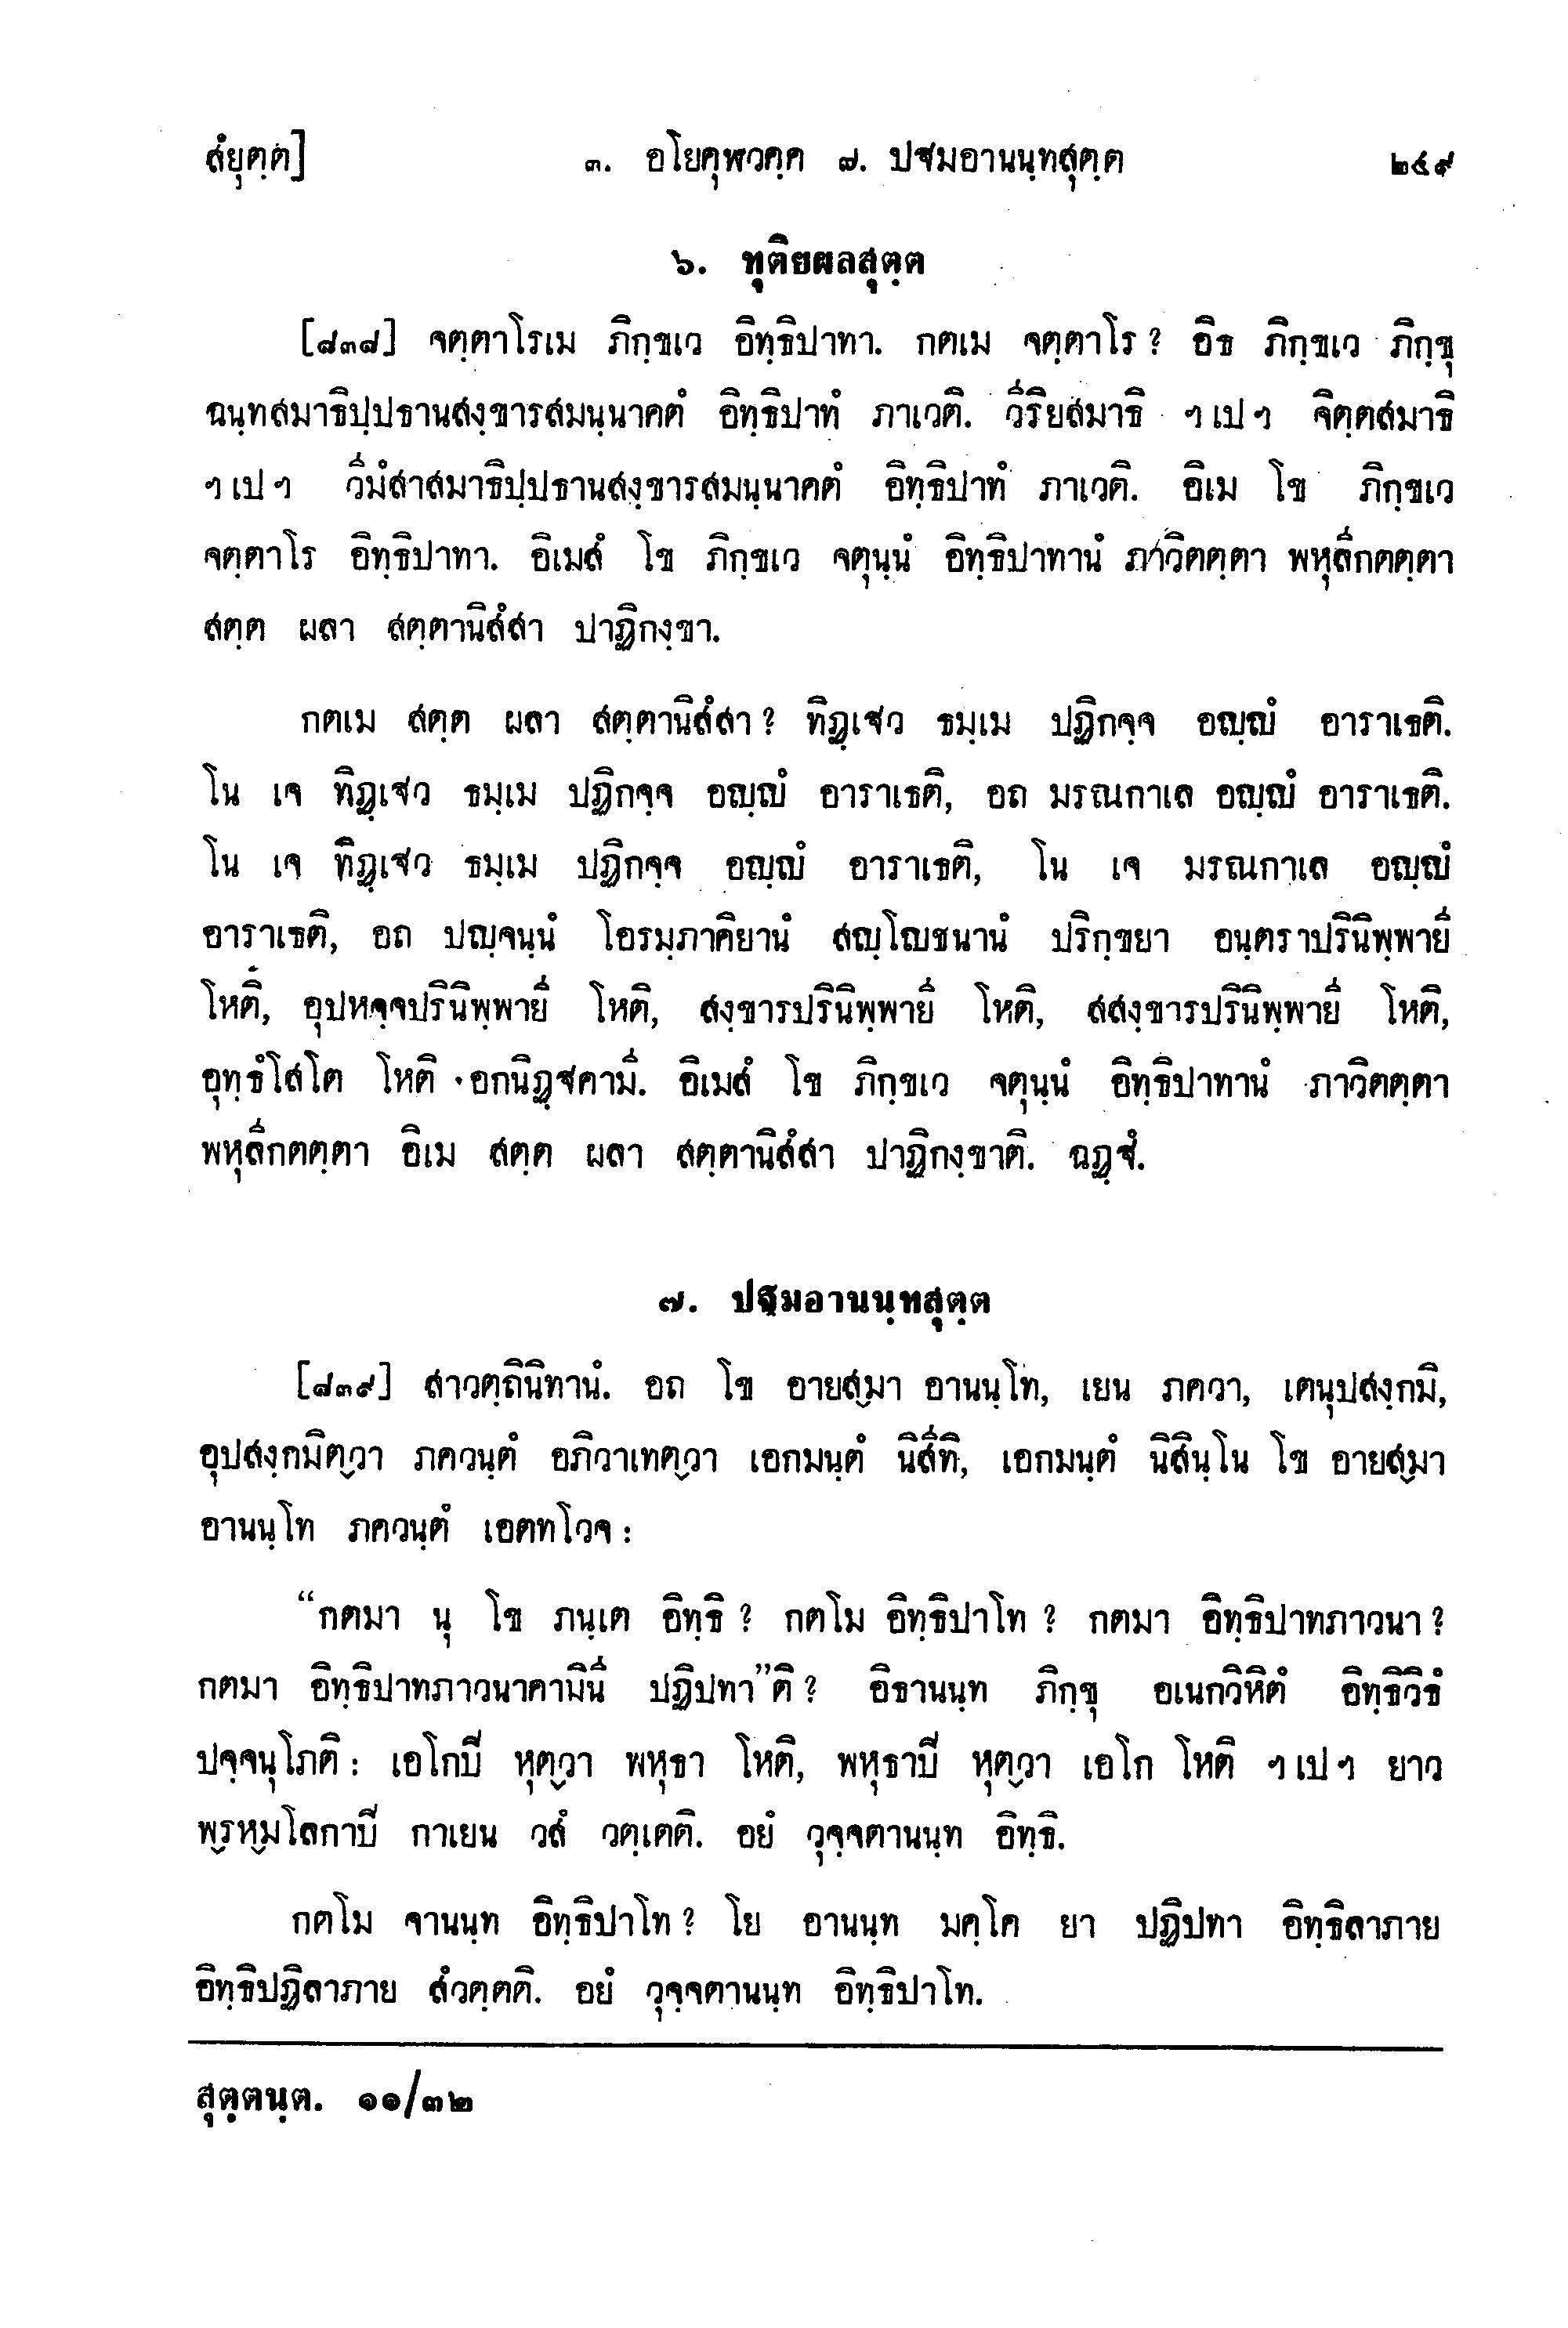 สํยุตฺต]	๓. อโยคุฬวคฺค ๗. ปฐมอานนฺทสุตฺต	๒๔๙
๖. ทุติยผลสุตฺต
[๘๓๘] จตฺตาโรเม ภิกฺขเว อิทฺธิปาทา. กตเม จตฺตาโร? อิธ ภิกฺขเว ภิกฺขุ
ฉนฺทสมาธิปฺปธานสงฺขารสมนฺนาคตํ อิทฺธิปาทํ ภาเวติ. วีริยสมาธิ ฯเปฯ จิตฺตสมาธิ
ฯเปฯ วีมํสาสมาธิปฺปธานสงฺขารสมนฺนาคตํ อิทฺธิปาทํ ภาเวติ. อิเม โข ภิกฺขเว
จตฺตาโร อิทฺธิปาทา. อิเมสํ โข ภิกฺขเว จตุนฺนํ อิทฺธิปาทานํ ภาวิตตฺตา พหุลีกตตฺตา
สตฺต ผลา สตฺตานิสํสา ปาฏิกงฺขา.
กตเม สตฺต ผลา สตฺตานิสํสา? ทิฏฺเฐว ธมฺเม ปฏิกจฺจ อญฺญํ อาราเธติ.
โน เจ ทิฏฺเฐว ธมฺเม ปฏิกจฺจ อญฺญํ อาราเธติ, อถ มรณกาเล อญฺญํ อาราเธติ.
โน เจ ทิฏฺเฐว ธมฺเม ปฏิกจฺจ อญฺญํ อาราเธติ, โน เจ มรณกาเล อญฺญํ
อาราเธติ, อถ ปญฺจนฺนํ โอรมฺภาคิยานํ สญฺโญชนานํ ปริกฺขยา อนฺตราปรินิพฺพายี
โหติ, อุปหจฺจปรินิพฺพายี โหติ, สงฺขารปรินิพฺพายี โหติ, สสงฺขารปรินิพฺพายี โหติ,
อุทฺธํโสโต โหติ อกนิฏฺฐคามี. อิเมสํ โข ภิกฺขเว จตุนฺนํ อิทฺธิปาทานํ ภาวิตตฺตา
พหุลีกตตฺตา อิเม สตฺต ผลา สตฺตานิสํสา ปาฏิกงฺขาติ. ฉฏฺฐํ.
๗. ปฐมอานนฺทสุตฺต
[๘๓๙] สาวตฺถินิทานํ. อถ โข อายสฺมา อานนฺโท, เยน ภควา, เตนุปสงฺกมิ,
อุปสงฺกมิตฺวา ภควนฺตํ อภิวาเทตฺวา เอกมนฺตํ นิสีทิ, เอกมนฺตํ นิสินฺโน โข อายสฺมา
อานนฺโท ภควนฺตํ เอตทโวจ :
“กตมา นุ โข ภนฺเต อิทฺธิ? กตโม อิทฺธิปาโท? กตมา อิทฺธิปาทภาวนา?
กตมา อิทฺธิปาทภาวนาคามินี ปฏิปทา”ติ? อิธานนฺท ภิกฺขุ อเนกวิหิตํ อิทฺธิวิธํ
ปจฺจนุโภติ : เอโกปิ หุตฺวา พหุธา โหติ, พหุธาปิ หุตฺวา เอโก โหติ ฯเปฯ ยาว
พฺรหฺมโลกาปิ กาเยน วสํ วตฺเตติ. อยํ วุจฺจตานนฺท อิทฺธิ.
กตโม จานนฺท อิทฺธิปาโท? โย อานนฺท มคฺโค ยา ปฏิปทา อิทฺธิลาภาย
อิทฺธิปฏิลาภาย สํวตฺตติ. อยํ วุจฺจตานนฺท อิทฺธิปาโท.
สุตฺตนฺต. ๑๑/๓๒